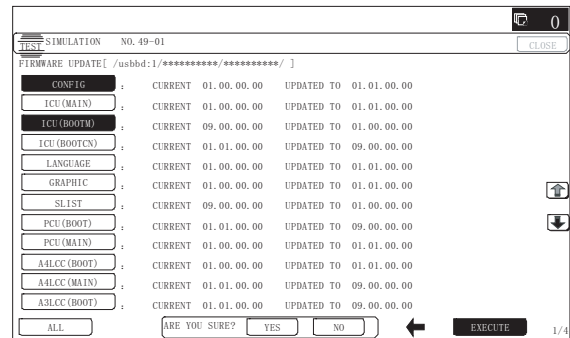 0
TEST SIMULATION NO. 49-01 CLOSE
FIRMWARE UPDATE[ /usbbd:1/**********/**********/ ]
CONFIG : CURRENT 01.00.00.00 UPDATED TO 01.01.00.00
ICU(MAIN) : CURRENT 01.00.00.00 UPDATED TO 01.01.00.00
ICU(BOOTM) : CURRENT 09.00.00.00 UPDATED TO 01.00.00.00
ICU(BOOTCN) : CURRENT 01.01.00.00 UPDATED TO 09.00.00.00
LANGUAGE : CURRENT 01.00.00.00 UPDATED TO 01.01.00.00
GRAPHIC : CURRENT 01.00.00.00 UPDATED TO 01.01.00.00
SLIST : CURRENT 09.00.00.00 UPDATED TO 01.00.00.00
PCU(BOOT) : CURRENT 01.01.00.00 UPDATED TO 09.00.00.00
PCU(MAIN) : CURRENT 01.00.00.00 UPDATED TO 01.01.00.00
A4LCC(BOOT) : CURRENT 01.00.00.00 UPDATED TO 01.01.00.00
A4LCC(MAIN) : CURRENT 09.00.00.00 UPDATED TO 01.00.00.00
A3LCC(BOOT) : CURRENT 01.01.00.00 UPDATED TO 09.00.00.00
ALL ARE YOU SURE? YES NO EXECUTE 1/4